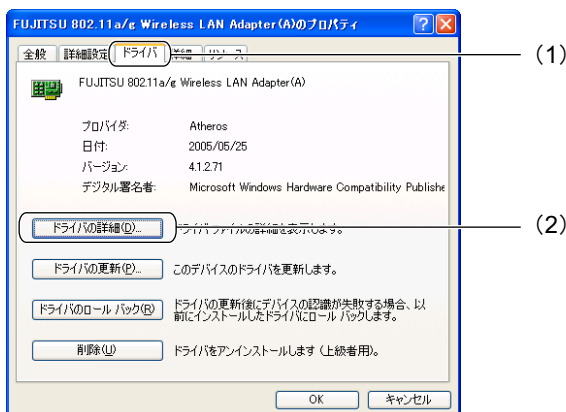 FUJITSU 802.11a/g Wireless LAN Adapter(A)のプロパティ
全般 詳細設定 ドライバ 詳細 リソース
(1)
FUJITSU 802.11a/g Wireless LAN Adapter(A)
プロバイダ: Atheros
日付: 2005/05/25
バージョン: 4.1.2.71
デジタル署名者: Microsoft Windows Hardware Compatibility Publishe
ドライバの詳細(D)... ドライバ ファイルの詳細を表示します。
(2)
ドライバの更新(P)... このデバイスのドライバを更新します。
ドライバのロール バック(R) ドライバの更新後にデバイスの認識が失敗する場合、以
前にインストールしたドライバにロール バックします。
削除(U) ドライバをアンインストールします (上級者用)。
OK キャンセル